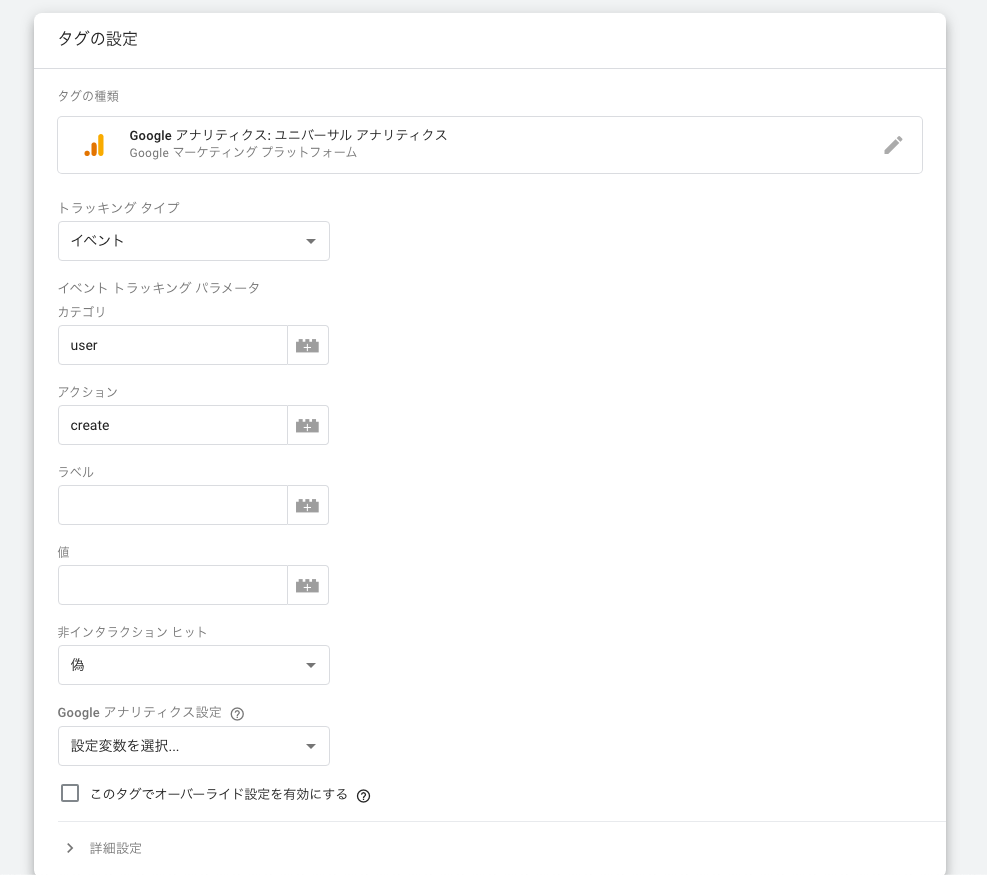 タグの設定
タグの種類
Google アナリティクス: ユニバーサル アナリティクス
Google マーケティング プラットフォーム
トラッキング タイプ
イベント
イベント トラッキング パラメータ
カテゴリ
user
アクション
create
ラベル
値
非インタラクション ヒット
偽
Google アナリティクス設定
設定変数を選択...
このタグでオーバーライド設定を有効にする
詳細設定